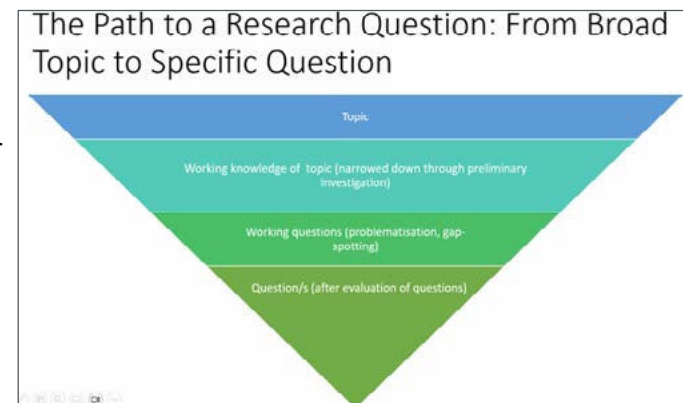 The Path to a Research Question: From Broad
Topic to Specific Question
Topic
Working knowledge of topic (narrowed down through preliminary
investigation)
Working questions (problematisation, gap-
spotting)
Question/s (after evaluation of questions)